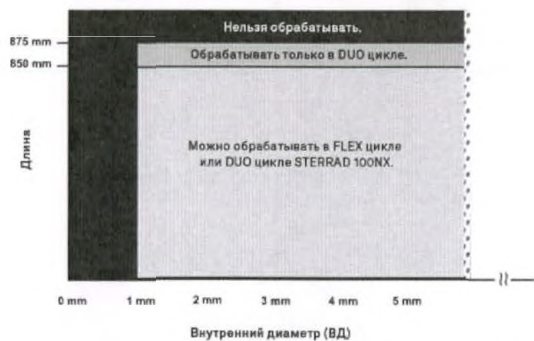 Нельзя обрабатывать.
875 mm
Обрабатывать только в DUO цикле.
850 mm
Длина
Можно обрабатывать в FLEX цикле
или DUO цикле STERRAD 100NX.
0 mm 1 mm 2 mm 3 mm 4 mm 5 mm
Внутренний диаметр (ВД)